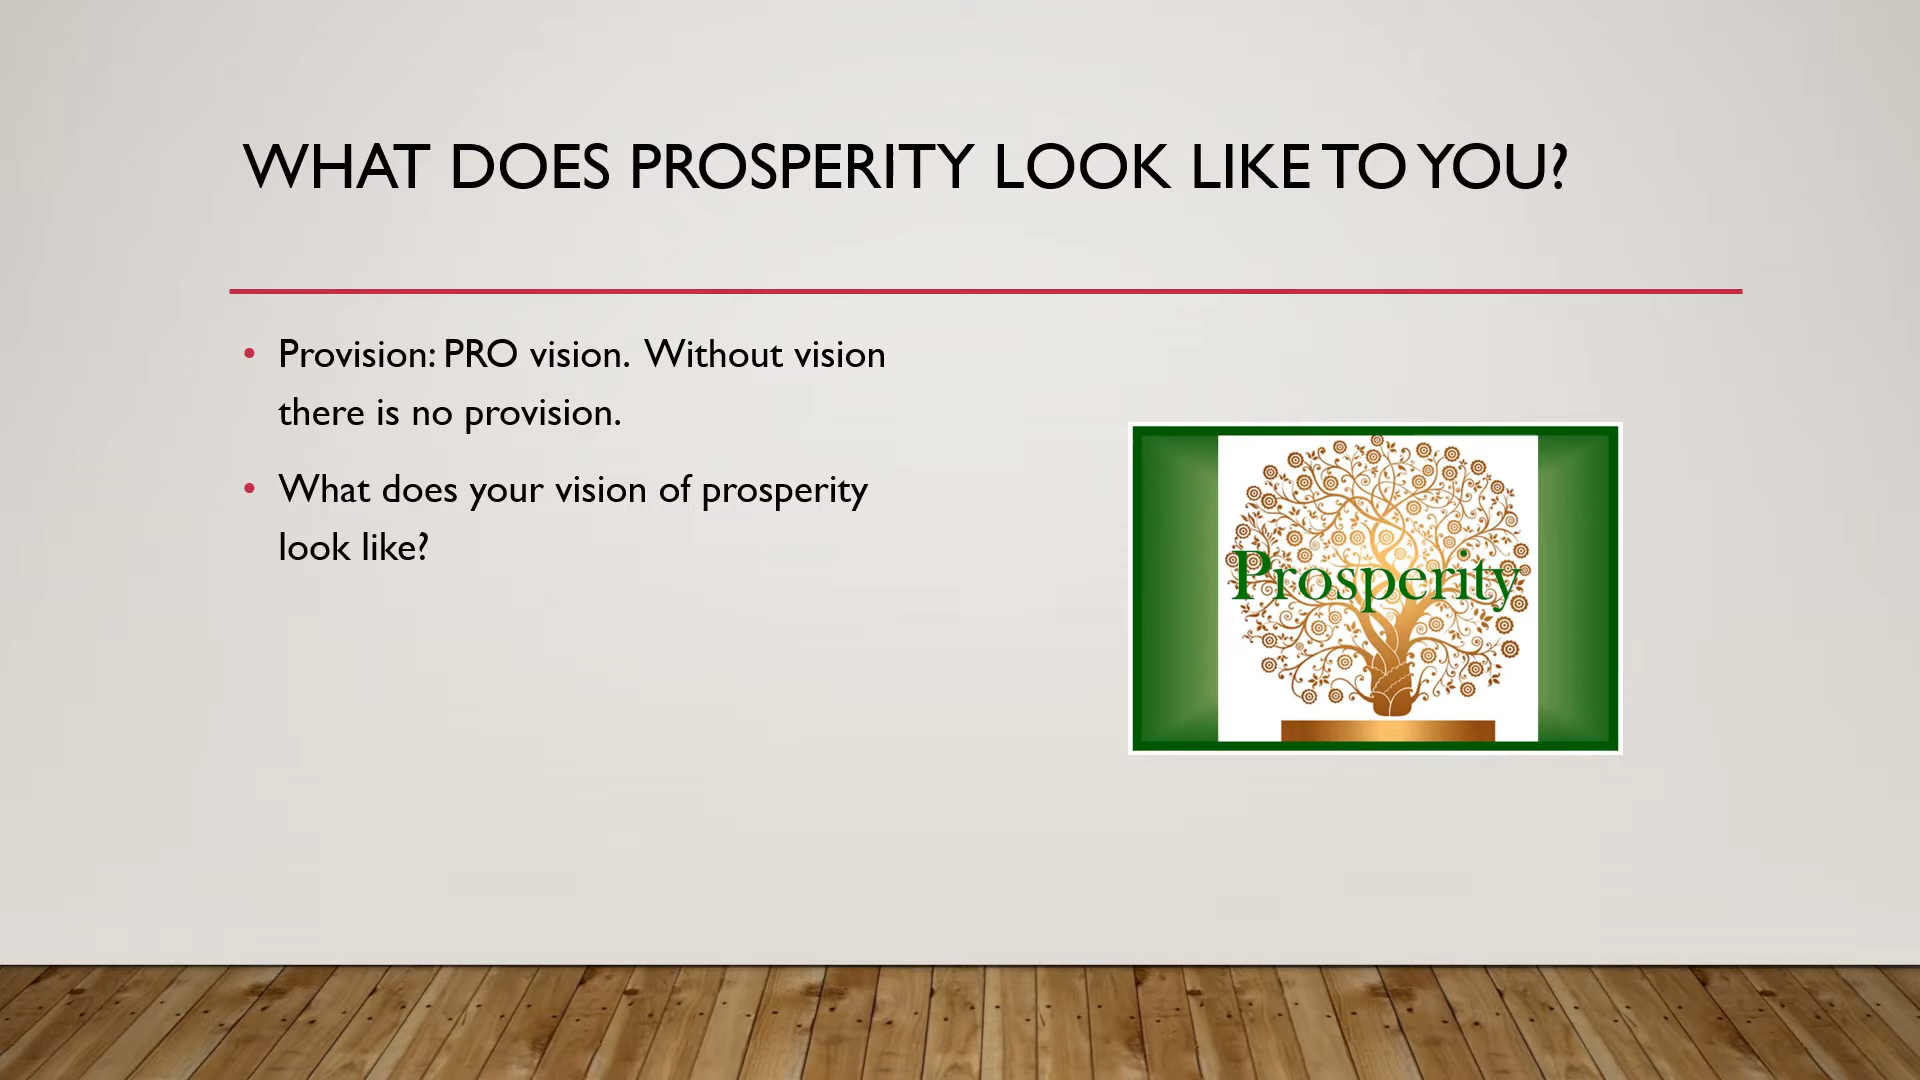 WHAT DOES PROSPERITY LOOK LIKE TO YOU?
• Provision: PRO vision.  Without vision
there is no provision.
• What does your vision of prosperity
look like?
Prosperity